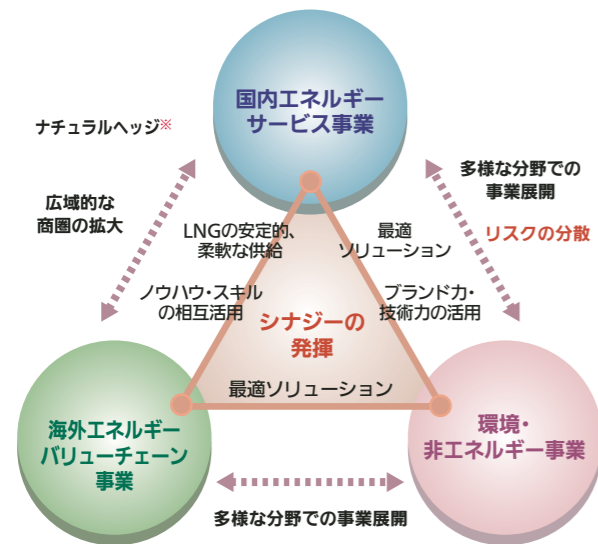 国内エネルギー
サービス事業
ナチュラルヘッジ※
広域的な
商圏の拡大
多様な分野での
事業展開
リスクの分散
LNGの安定的、
柔軟な供給
最適
ソリューション
ノウハウ・スキル
の相互活用
ブランド力・
技術力の活用
シナジーの
発揮
最適ソリューション
海外エネルギー
バリューチェーン
事業
環境・
非エネルギー事業
多様な分野での事業展開